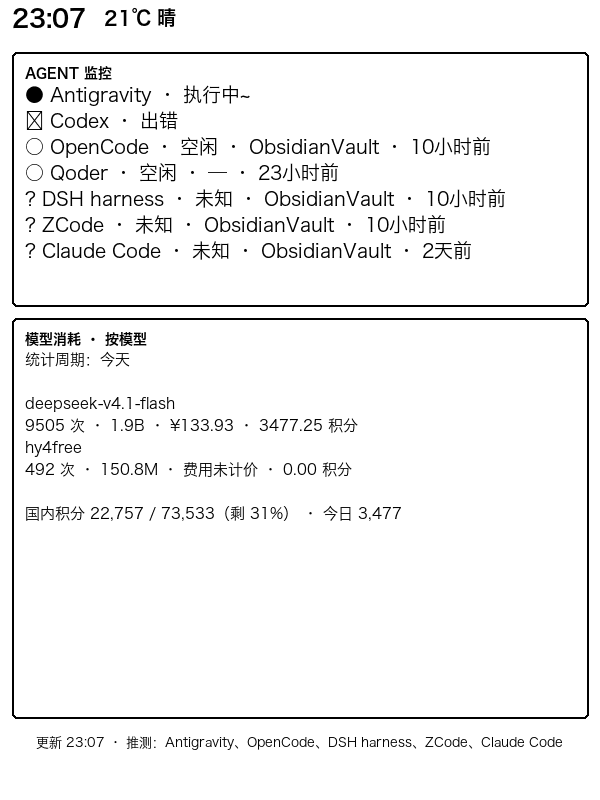 23:07 21℃ 晴
AGENT 监控
● Antigravity · 执行中~
☒ Codex · 出错
○ OpenCode · 空闲 · ObsidianVault · 10小时前
○ Qoder · 空闲 · — · 23小时前
? DSH harness · 未知 · ObsidianVault · 10小时前
? ZCode · 未知 · ObsidianVault · 10小时前
? Claude Code · 未知 · ObsidianVault · 2天前
模型消耗 · 按模型
统计周期：今天
deepseek-v4.1-flash
9505 次 · 1.9B · ¥133.93 · 3477.25 积分
hy4free
492 次 · 150.8M · 费用未计价 · 0.00 积分
国内积分 22,757 / 73,533（剩 31%） · 今日 3,477
更新 23:07 · 推测：Antigravity、OpenCode、DSH harness、ZCode、Claude Code